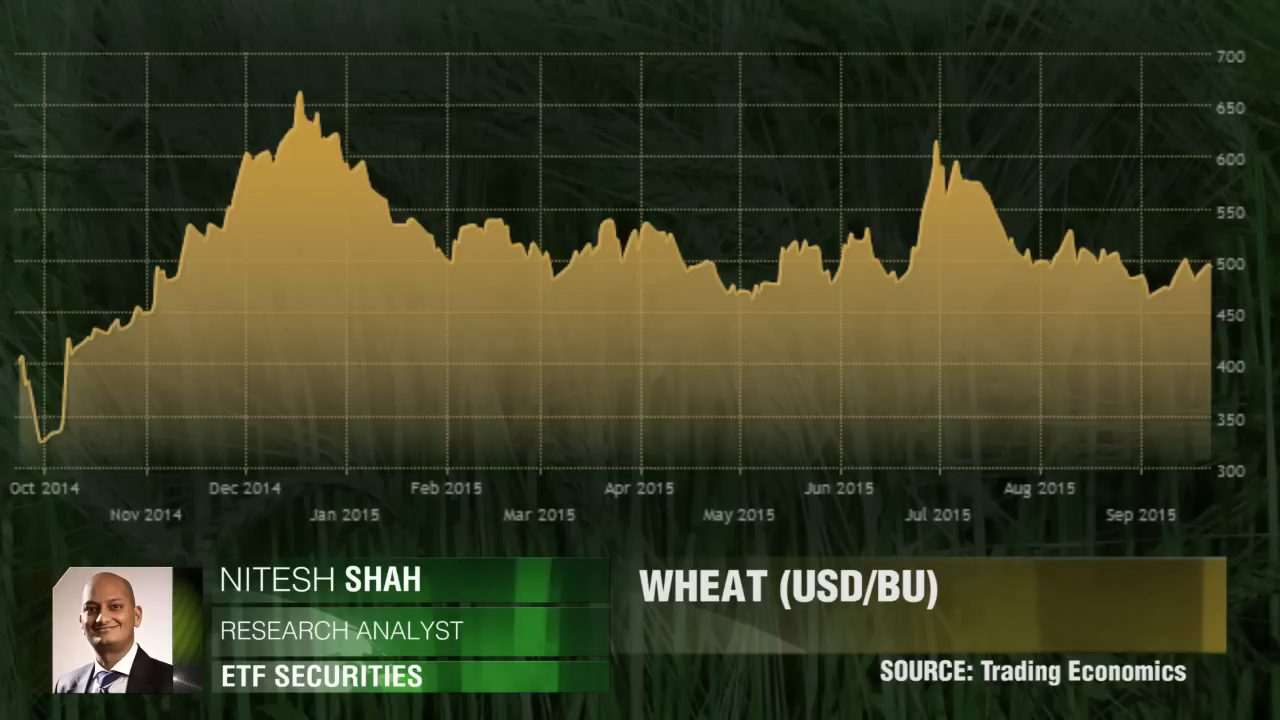 700
650
600
550
500
450
400
350
300
Oct 2014
Dec 2014
Feb 2015
Apr 2015
Jun 2015
Aug 2015
Nov 2014
Jan 2015
Mar 2015
May 2015
Jul 2015
Sep 2015
NITESH SHAH
RESEARCH ANALYST
ETF SECURITIES
WHEAT (USD/BU)
SOURCE: Trading Economics